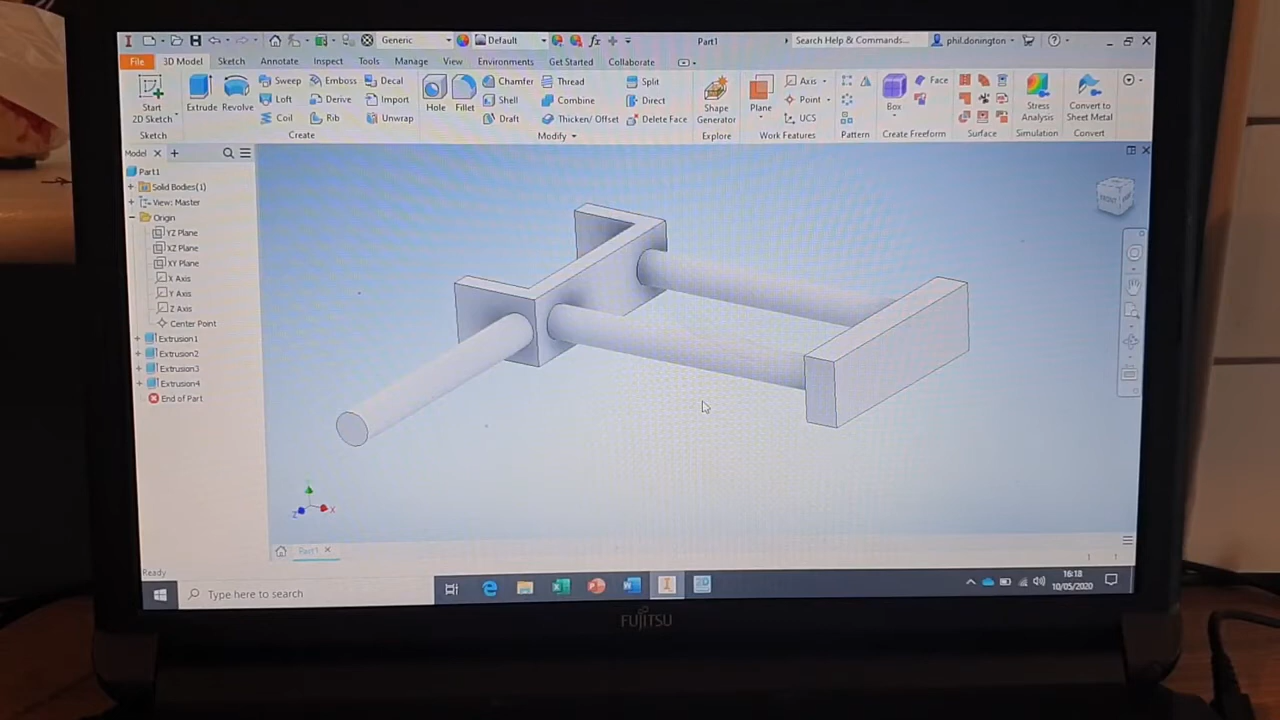 Generic Default fx Part1 Search Help & Commands... phil.donington
File 3D Model Sketch Annotate Inspect Tools Manage View Environments Get Started Collaborate
Start
2D Sketch
Extrude
Revolve
Sweep
Loft
Coil
Emboss
Derive
Rib
Decal
Import
Unwrap
Hole
Fillet
Chamfer
Shell
Draft
Thread
Combine
Thicken/ Offset
Split
Direct
Delete Face
Shape
Generator
Plane
Axis
Point
UCS
Box
Face
Stress
Analysis
Convert to
Sheet Metal
Sketch Create Modify Explore Work Features Pattern Create Freeform Surface Simulation Convert
Model
Part1
Solid Bodies(1)
View: Master
Origin
YZ Plane
XZ Plane
XY Plane
X Axis
Y Axis
Z Axis
Center Point
Extrusion1
Extrusion2
Extrusion3
Extrusion4
End of Part
FRONT
Z X
Part1
Ready 1 1
Type here to search
16:18
10/05/2020
FUJITSU